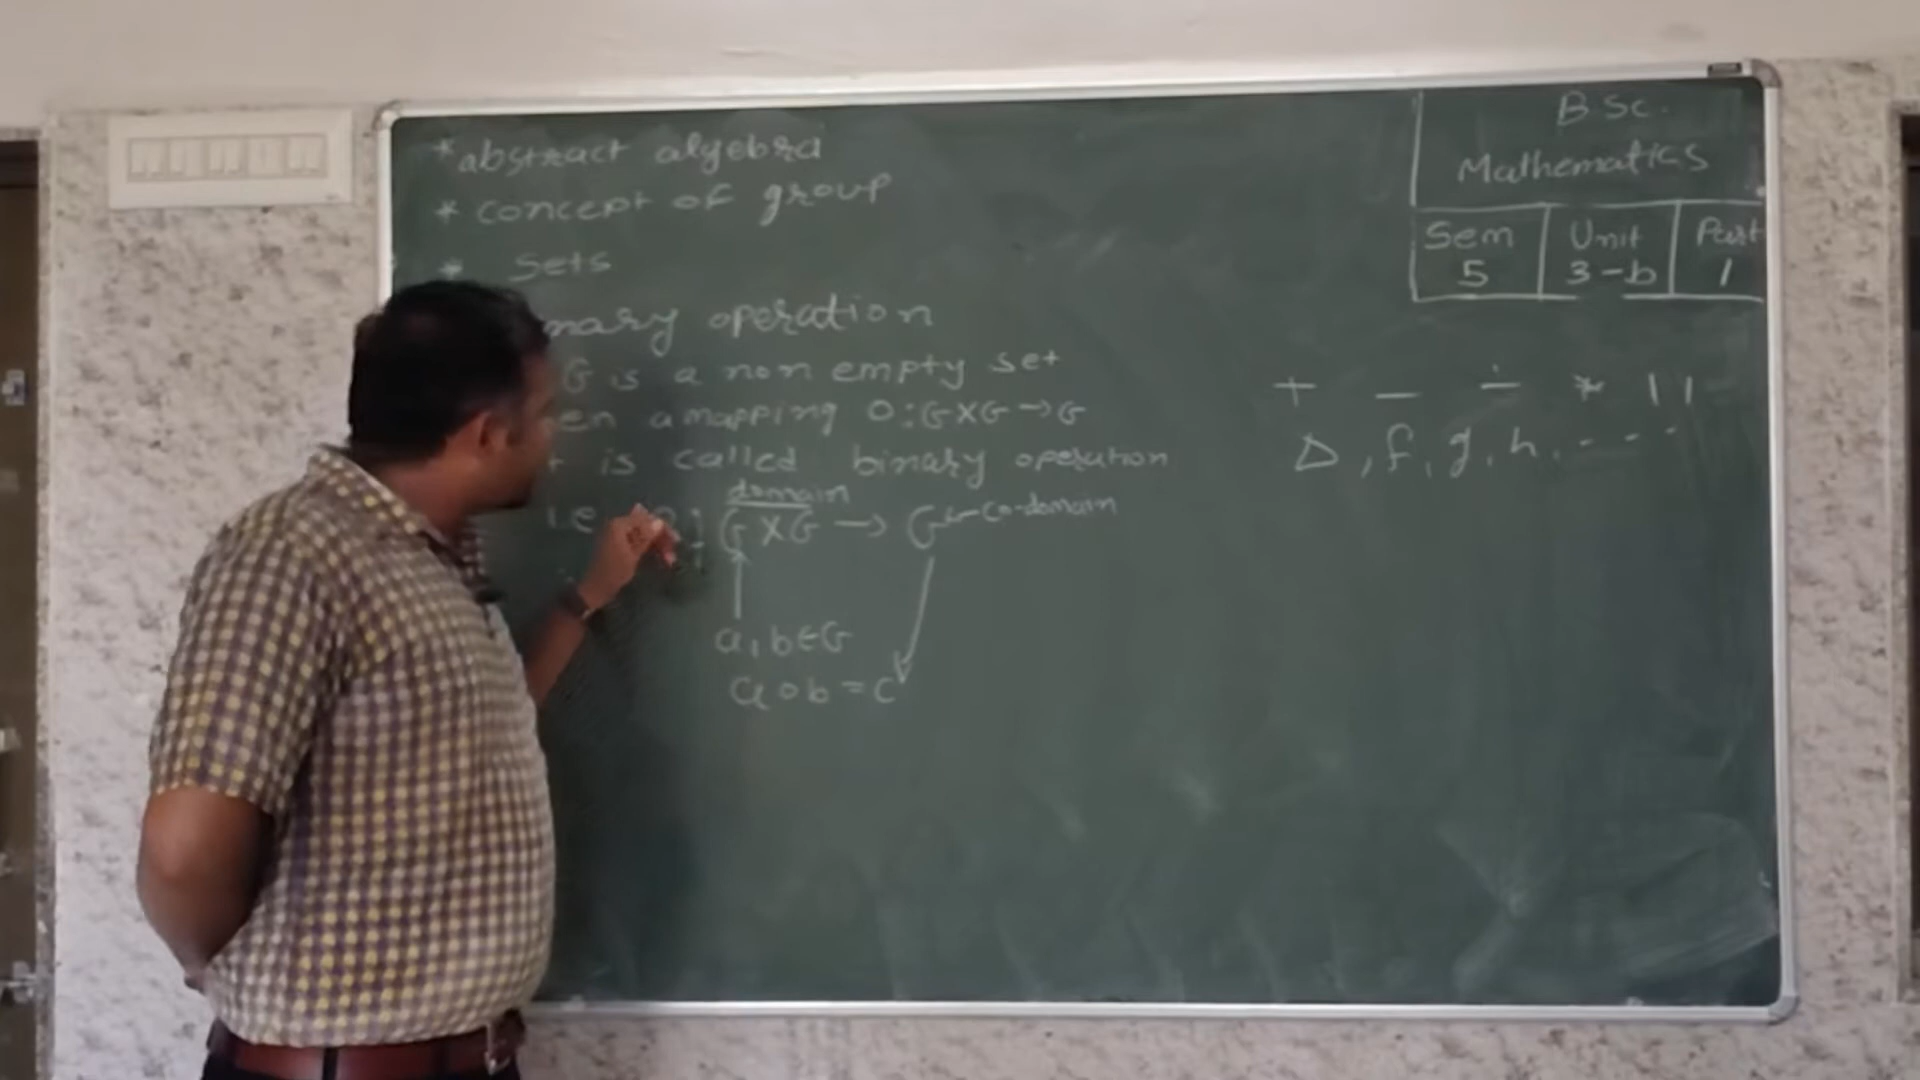 * abstract algebra
* concept of group
* Sets
nary operation
G is a non empty set
en a mapping O:G×G→G
is called binary operation
domain
i.e : G×G → G ← co-domain
a, b ∈ G
a o b = c
B.Sc.
Mathematics
Sem Unit Part
5 3-b 1
+ − ÷ * | |
Δ, f, g, h, - - -